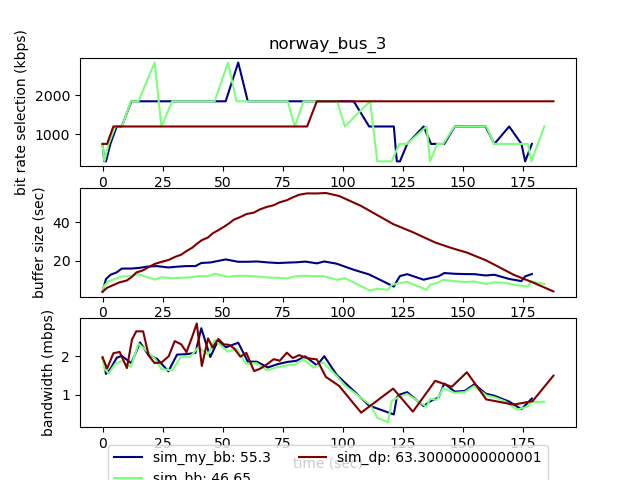 norway_bus_3
bit rate selection (kbps)
2000
1000
0 25 50 75 100 125 150 175
buffer size (sec)
40
20
0 25 50 75 100 125 150 175
bandwidth (mbps)
2
1
0 25 50 75 100 125 150 175
time (sec)
sim_my_bb: 55.3
sim_dp: 63.30000000000001
sim_bb: 46.65